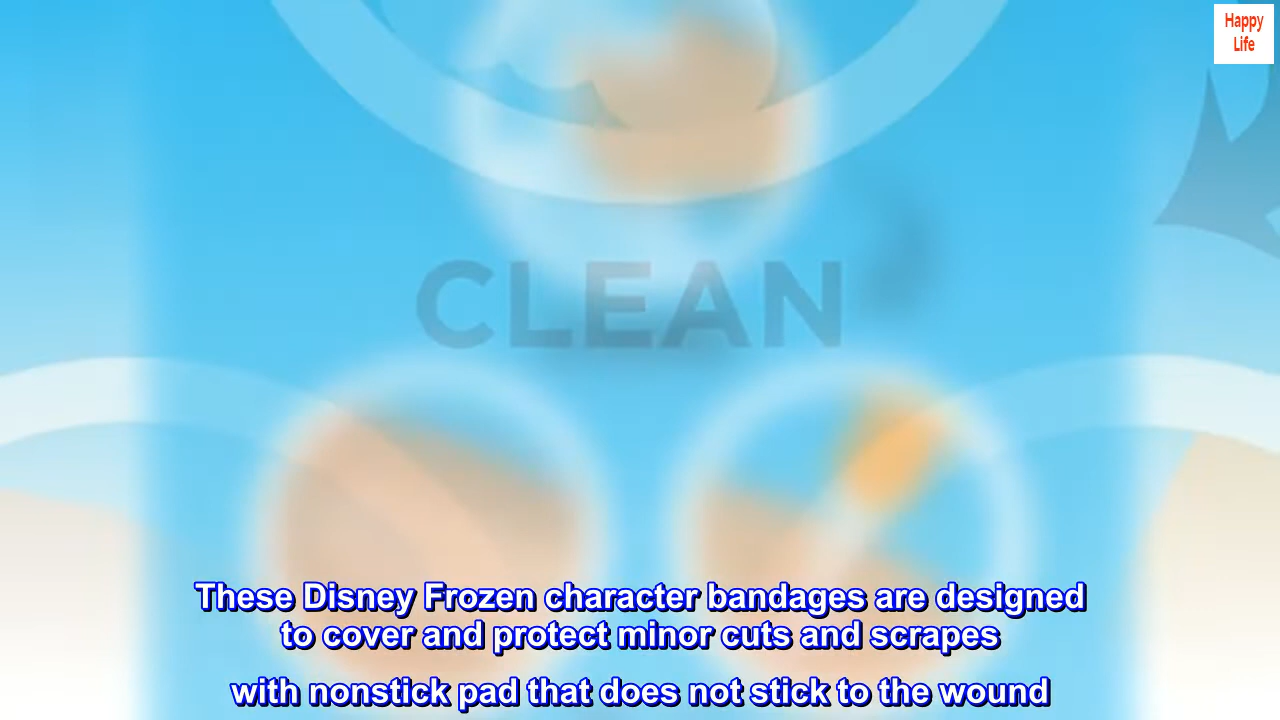 Happy
Life
CLEAN
These Disney Frozen character bandages are designed
to cover and protect minor cuts and scrapes
with nonstick pad that does not stick to the wound